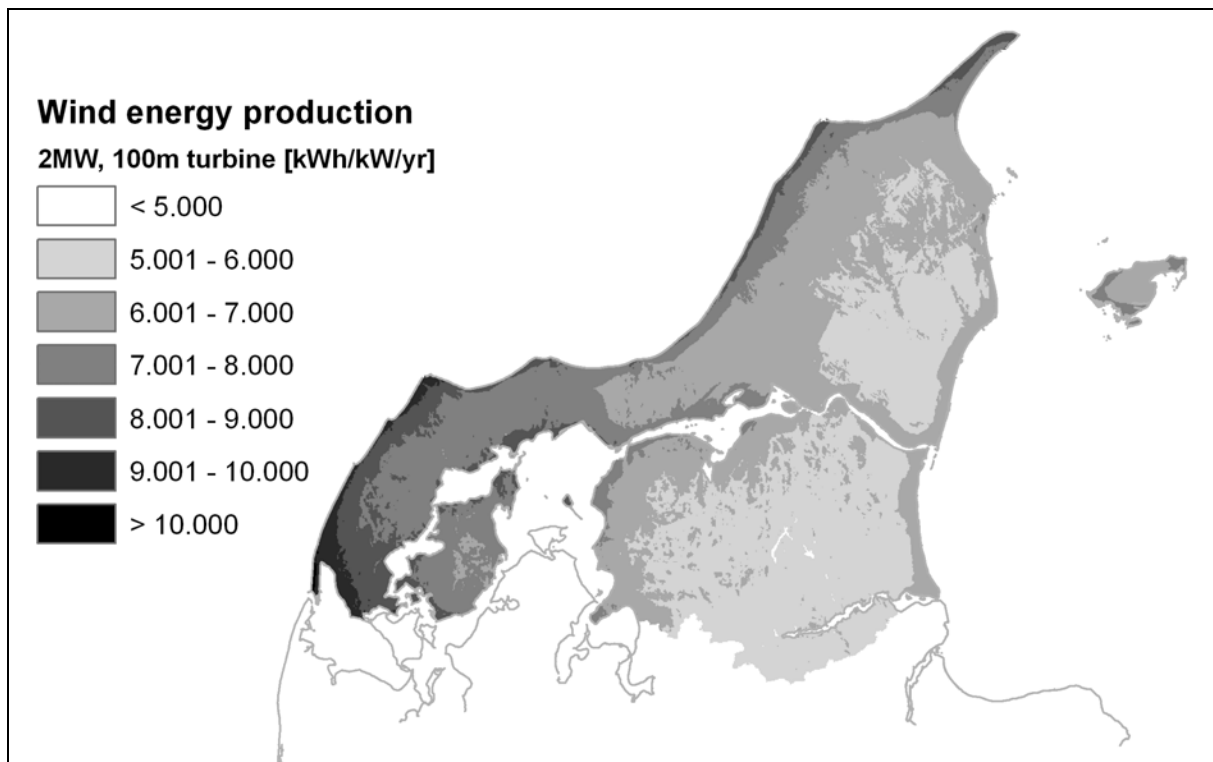 Wind energy production
2MW, 100m turbine [kWh/kW/yr]
< 5.000
5.001 - 6.000
6.001 - 7.000
7.001 - 8.000
8.001 - 9.000
9.001 - 10.000
> 10.000